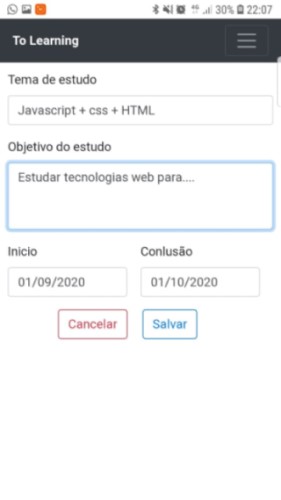 30% 22:07
To Learning
Tema de estudo
Javascript + css + HTML
Objetivo do estudo
Estudar tecnologias web para....
Inicio
Conlusão
01/09/2020
01/10/2020
Cancelar
Salvar